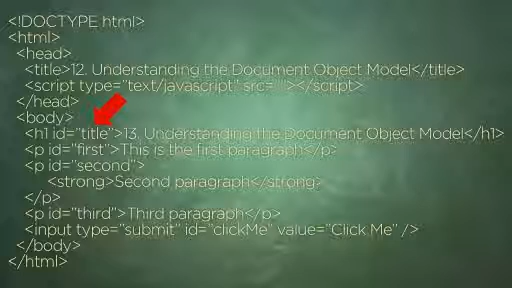 <!DOCTYPE html>
<html>
<head>
<title>12. Understanding the Document Object Model</title>
<script type="text/javascript" src=""></script>
</head>
<body>
<h1 id="title">13. Understanding the Document Object Model</h1>
<p id="first">This is the first paragraph</p>
<p id="second">
<strong>Second paragraph</strong>
</p>
<p id="third">Third paragraph</p>
<input type="submit" id="clickMe" value="Click Me" />
</body>
</html>